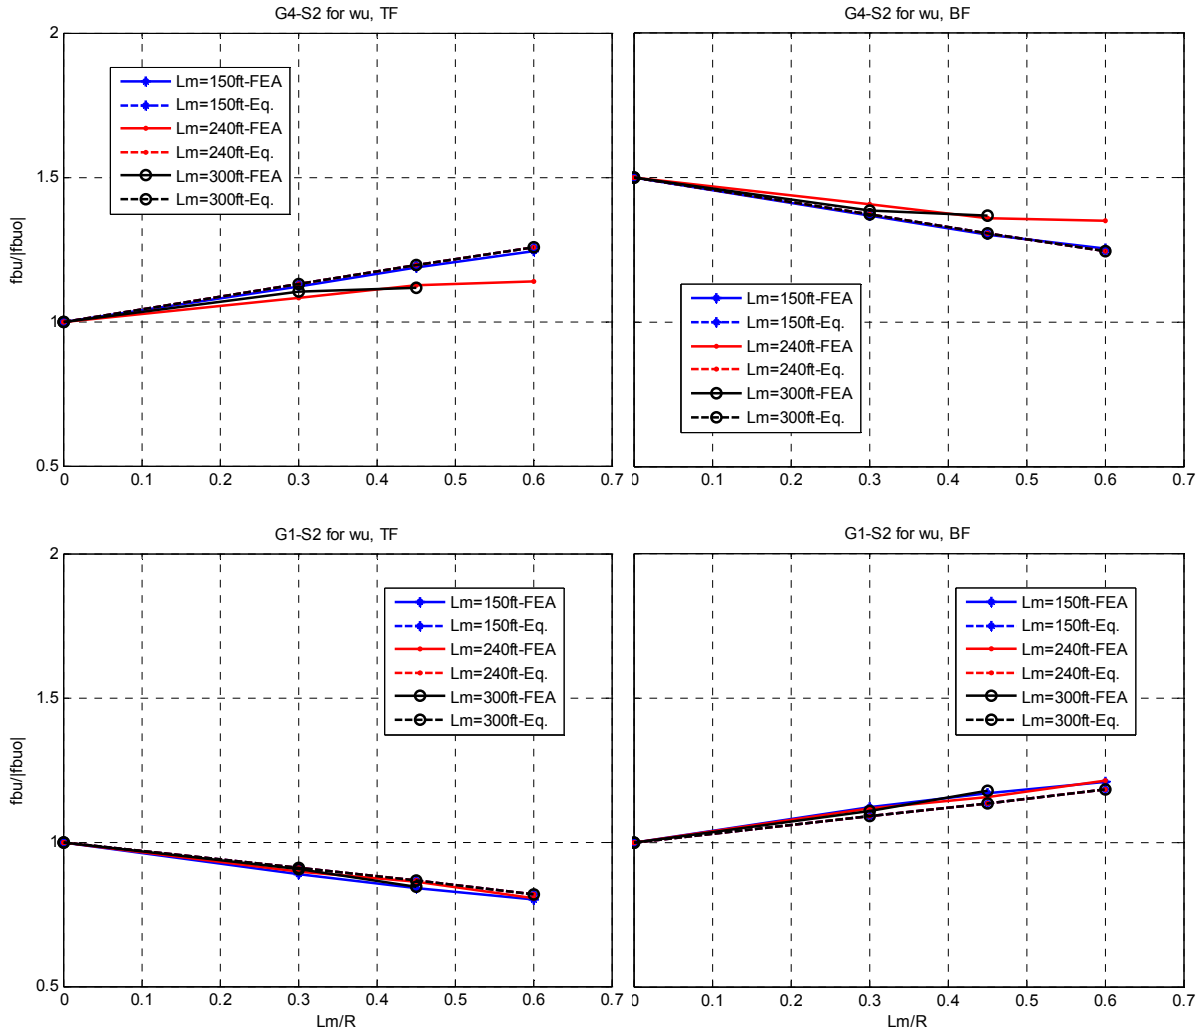 G4-S2 for wu, TF
2
1.5
1
0.5
fbu/|fbuo|
Lm=150ft-FEA
Lm=150ft-Eq.
Lm=240ft-FEA
Lm=240ft-Eq.
Lm=300ft-FEA
Lm=300ft-Eq.
0 0.1 0.2 0.3 0.4 0.5 0.6 0.7
G4-S2 for wu, BF
Lm=150ft-FEA
Lm=150ft-Eq.
Lm=240ft-FEA
Lm=240ft-Eq.
Lm=300ft-FEA
Lm=300ft-Eq.
0 0.1 0.2 0.3 0.4 0.5 0.6 0.7
G1-S2 for wu, TF
2
1.5
1
0.5
fbu/|fbuo|
Lm=150ft-FEA
Lm=150ft-Eq.
Lm=240ft-FEA
Lm=240ft-Eq.
Lm=300ft-FEA
Lm=300ft-Eq.
0 0.1 0.2 0.3 0.4 0.5 0.6 0.7
Lm/R
G1-S2 for wu, BF
Lm=150ft-FEA
Lm=150ft-Eq.
Lm=240ft-FEA
Lm=240ft-Eq.
Lm=300ft-FEA
Lm=300ft-Eq.
0 0.1 0.2 0.3 0.4 0.5 0.6 0.7
Lm/R